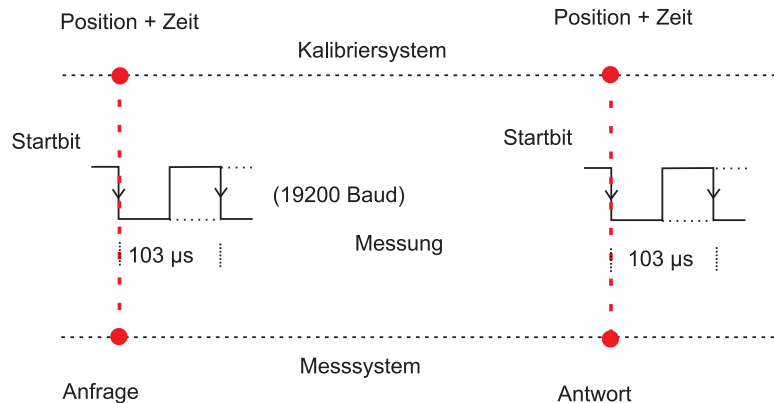 Position + Zeit
Position + Zeit
Kalibriersystem
Startbit
Startbit
(19200 Baud)
Messung
103 µs
103 µs
Messsystem
Anfrage
Antwort